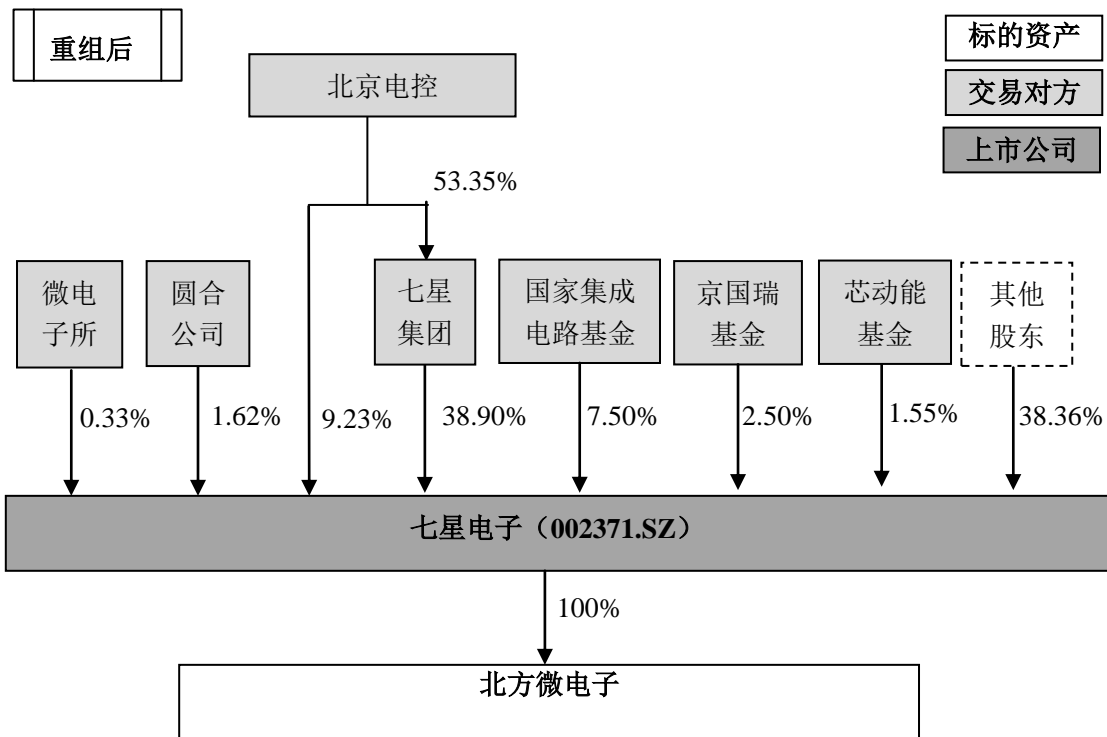 重组后
标的资产
交易对方
上市公司
北京电控
53.35%
微电
子所
圆合
公司
七星
集团
国家集成
电路基金
京国瑞
基金
芯动能
基金
其他
股东
0.33%
1.62%
9.23%
38.90%
7.50%
2.50%
1.55%
38.36%
七星电子（002371.SZ）
100%
北方微电子